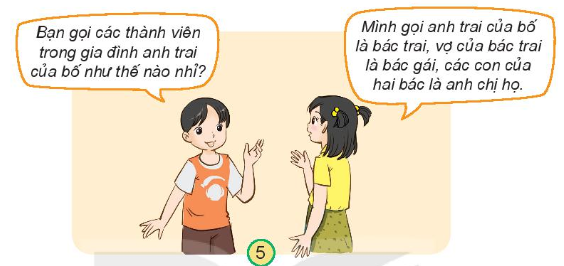 Bạn gọi các thành viên
trong gia đình anh trai
của bố như thế nào nhỉ?
Mình gọi anh trai của bố
là bác trai, vợ của bác trai
là bác gái, các con của
hai bác là anh chị họ.
5